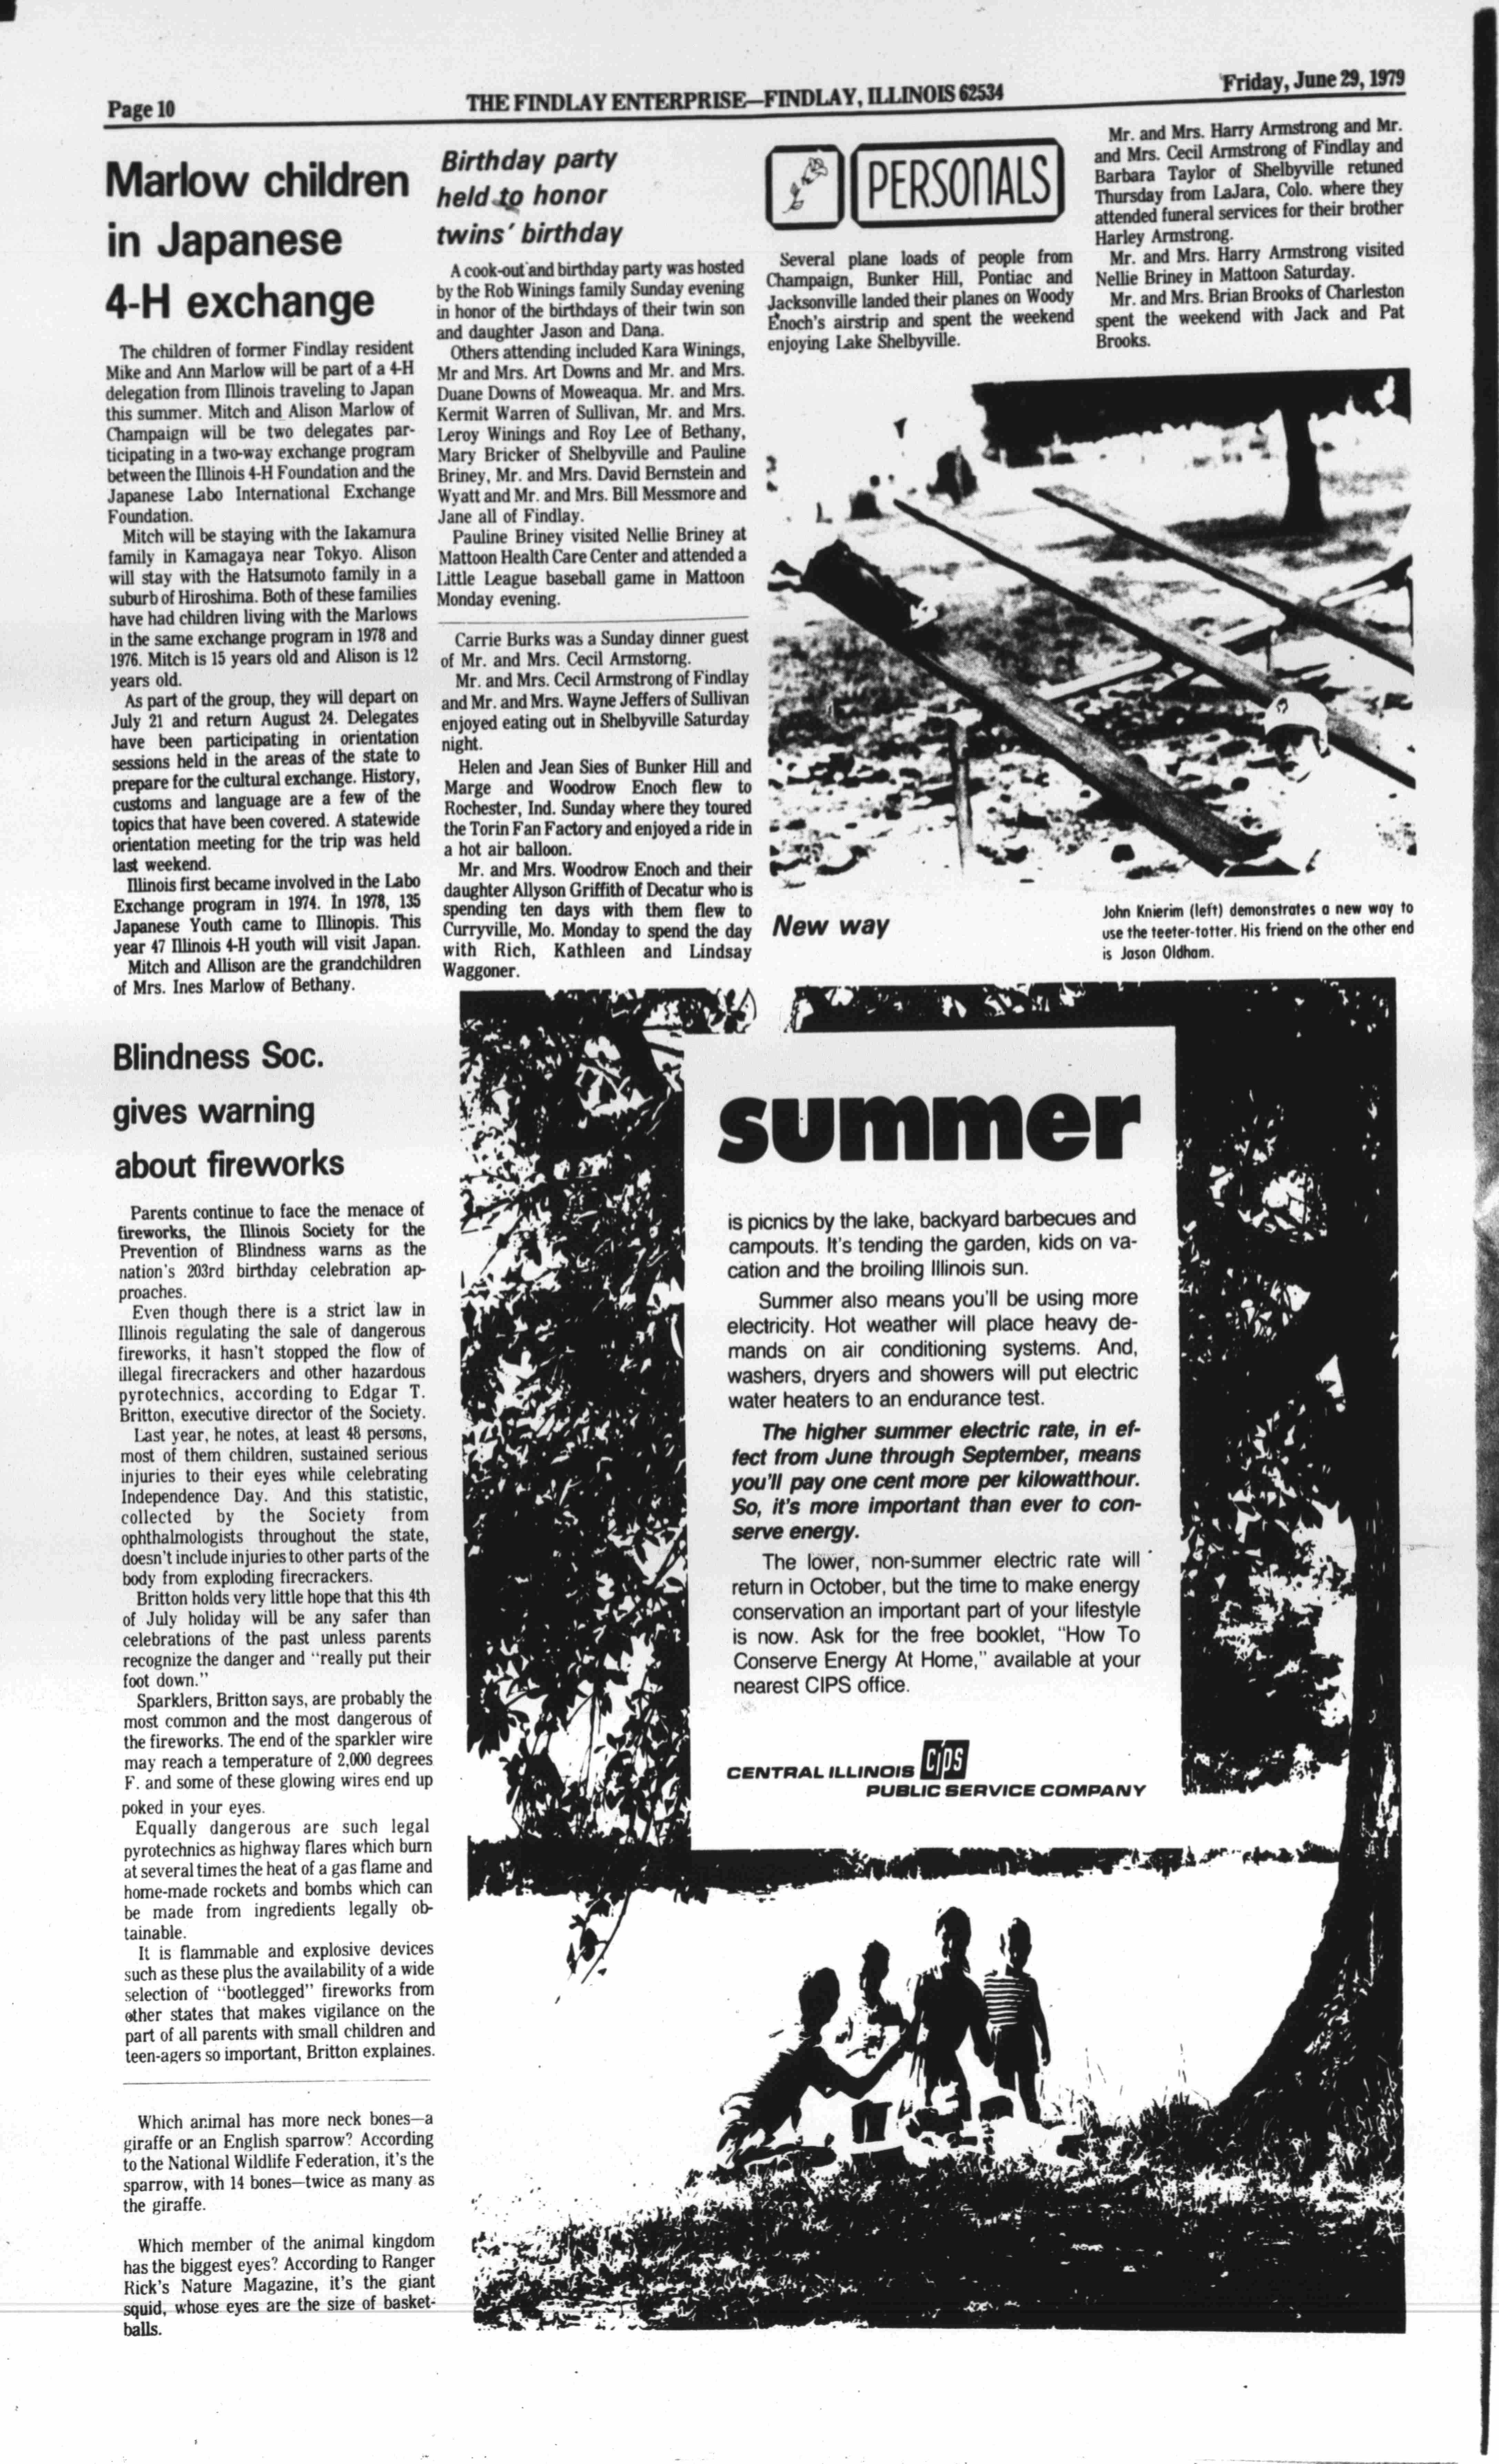 Page 10
THE FINDLAY ENTERPRISE—FINDLAY, ILLINOIS 62534
Friday, June 29, 1979
Marlow children
in Japanese
4-H exchange
The children of former Findlay resident
Mike and Ann Marlow will be part of a 4-H
delegation from Illinois traveling to Japan
this summer. Mitch and Alison Marlow of
Champaign will be two delegates par-
ticipating in a two-way exchange program
between the Illinois 4-H Foundation and the
Japanese Labo International Exchange
Foundation.
Mitch will be staying with the Iakamura
family in Kamagaya near Tokyo. Alison
will stay with the Hatsumoto family in a
suburb of Hiroshima. Both of these families
have had children living with the Marlows
in the same exchange program in 1978 and
1976. Mitch is 15 years old and Alison is 12
years old.
As part of the group, they will depart on
July 21 and return August 24. Delegates
have been participating in orientation
sessions held in the areas of the state to
prepare for the cultural exchange. History,
customs and language are a few of the
topics that have been covered. A statewide
orientation meeting for the trip was held
last weekend.
Illinois first became involved in the Labo
Exchange program in 1974. In 1978, 135
Japanese Youth came to Illinopis. This
year 47 Illinois 4-H youth will visit Japan.
Mitch and Allison are the grandchildren
of Mrs. Ines Marlow of Bethany.
Blindness Soc.
gives warning
about fireworks
Parents continue to face the menace of
fireworks, the Illinois Society for the
Prevention of Blindness warns as the
nation's 203rd birthday celebration ap-
proaches.
Even though there is a strict law in
Illinois regulating the sale of dangerous
fireworks, it hasn't stopped the flow of
illegal firecrackers and other hazardous
pyrotechnics, according to Edgar T.
Britton, executive director of the Society.
Last year, he notes, at least 48 persons,
most of them children, sustained serious
injuries to their eyes while celebrating
Independence Day. And this statistic,
collected by the Society from
ophthalmologists throughout the state,
doesn't include injuries to other parts of the
body from exploding firecrackers.
Britton holds very little hope that this 4th
of July holiday will be any safer than
celebrations of the past unless parents
recognize the danger and "really put their
foot down."
Sparklers, Britton says, are probably the
most common and the most dangerous of
the fireworks. The end of the sparkler wire
may reach a temperature of 2,000 degrees
F. and some of these glowing wires end up
poked in your eyes.
Equally dangerous are such legal
pyrotechnics as highway flares which burn
at several times the heat of a gas flame and
home-made rockets and bombs which can
be made from ingredients legally ob-
tainable.
It is flammable and explosive devices
such as these plus the availability of a wide
selection of "bootlegged" fireworks from
other states that makes vigilance on the
part of all parents with small children and
teen-agers so important, Britton explaines.
Which animal has more neck bones—a
giraffe or an English sparrow? According
to the National Wildlife Federation, it's the
sparrow, with 14 bones—twice as many as
the giraffe.
Which member of the animal kingdom
has the biggest eyes? According to Ranger
Rick's Nature Magazine, it's the giant
squid, whose eyes are the size of basket-
balls.
Birthday party
held to honor
twins' birthday
A cook-out and birthday party was hosted
by the Rob Winings family Sunday evening
in honor of the birthdays of their twin son
and daughter Jason and Dana.
Others attending included Kara Winings,
Mr and Mrs. Art Downs and Mr. and Mrs.
Duane Downs of Moweaqua. Mr. and Mrs.
Kermit Warren of Sullivan, Mr. and Mrs.
Leroy Winings and Roy Lee of Bethany,
Mary Bricker of Shelbyville and Pauline
Briney, Mr. and Mrs. David Bernstein and
Wyatt and Mr. and Mrs. Bill Messmore and
Jane all of Findlay.
Pauline Briney visited Nellie Briney at
Mattoon Health Care Center and attended a
Little League baseball game in Mattoon
Monday evening.
Carrie Burks was a Sunday dinner guest
of Mr. and Mrs. Cecil Armstorng.
Mr. and Mrs. Cecil Armstrong of Findlay
and Mr. and Mrs. Wayne Jeffers of Sullivan
enjoyed eating out in Shelbyville Saturday
night.
Helen and Jean Sies of Bunker Hill and
Marge and Woodrow Enoch flew to
Rochester, Ind. Sunday where they toured
the Torin Fan Factory and enjoyed a ride in
a hot air balloon.
Mr. and Mrs. Woodrow Enoch and their
daughter Allyson Griffith of Decatur who is
spending ten days with them flew to
Curryville, Mo. Monday to spend the day
with Rich, Kathleen and Lindsay
Waggoner.
PERSONALS
Several plane loads of people from
Champaign, Bunker Hill, Pontiac and
Jacksonville landed their planes on Woody
Enoch's airstrip and spent the weekend
enjoying Lake Shelbyville.
Mr. and Mrs. Harry Armstrong and Mr.
and Mrs. Cecil Armstrong of Findlay and
Barbara Taylor of Shelbyville retuned
Thursday from LaJara, Colo. where they
attended funeral services for their brother
Harley Armstrong.
Mr. and Mrs. Harry Armstrong visited
Nellie Briney in Mattoon Saturday.
Mr. and Mrs. Brian Brooks of Charleston
spent the weekend with Jack and Pat
Brooks.
New way
John Knierim (left) demonstrates a new way to
use the teeter-totter. His friend on the other end
is Jason Oldham.
summer
is picnics by the lake, backyard barbecues and
campouts. It's tending the garden, kids on va-
cation and the broiling Illinois sun.
Summer also means you'll be using more
electricity. Hot weather will place heavy de-
mands on air conditioning systems. And,
washers, dryers and showers will put electric
water heaters to an endurance test.
The higher summer electric rate, in ef-
fect from June through September, means
you'll pay one cent more per kilowatthour.
So, it's more important than ever to con-
serve energy.
The lower, non-summer electric rate will
return in October, but the time to make energy
conservation an important part of your lifestyle
is now. Ask for the free booklet, "How To
Conserve Energy At Home," available at your
nearest CIPS office.
CENTRAL ILLINOIS CIPS
PUBLIC SERVICE COMPANY